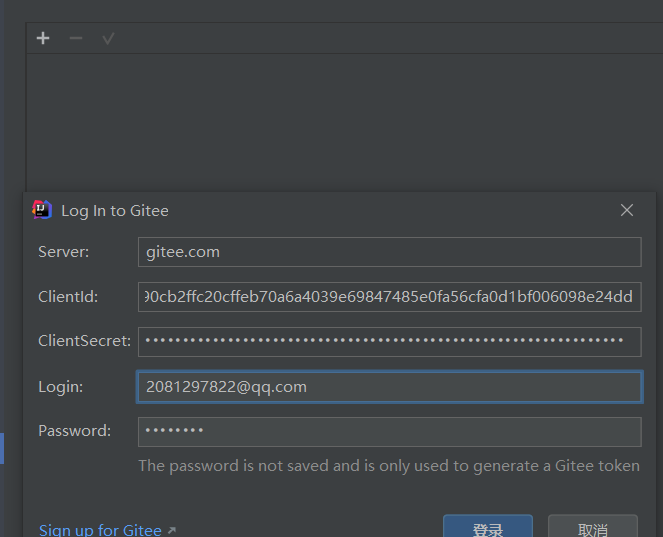 Log In to Gitee
Server: gitee.com
ClientId: 90cb2ffc20cffeb70a6a4039e69847485e0fa56cfa0d1bf006098e24dd
ClientSecret: ••••••••••••••••••••••••••••••••••••••••••••••••••••••••••••••••
Login: 2081297822@qq.com
Password: ••••••••
The password is not saved and is only used to generate a Gitee token
Sign up for Gitee ↗ 登录 取消